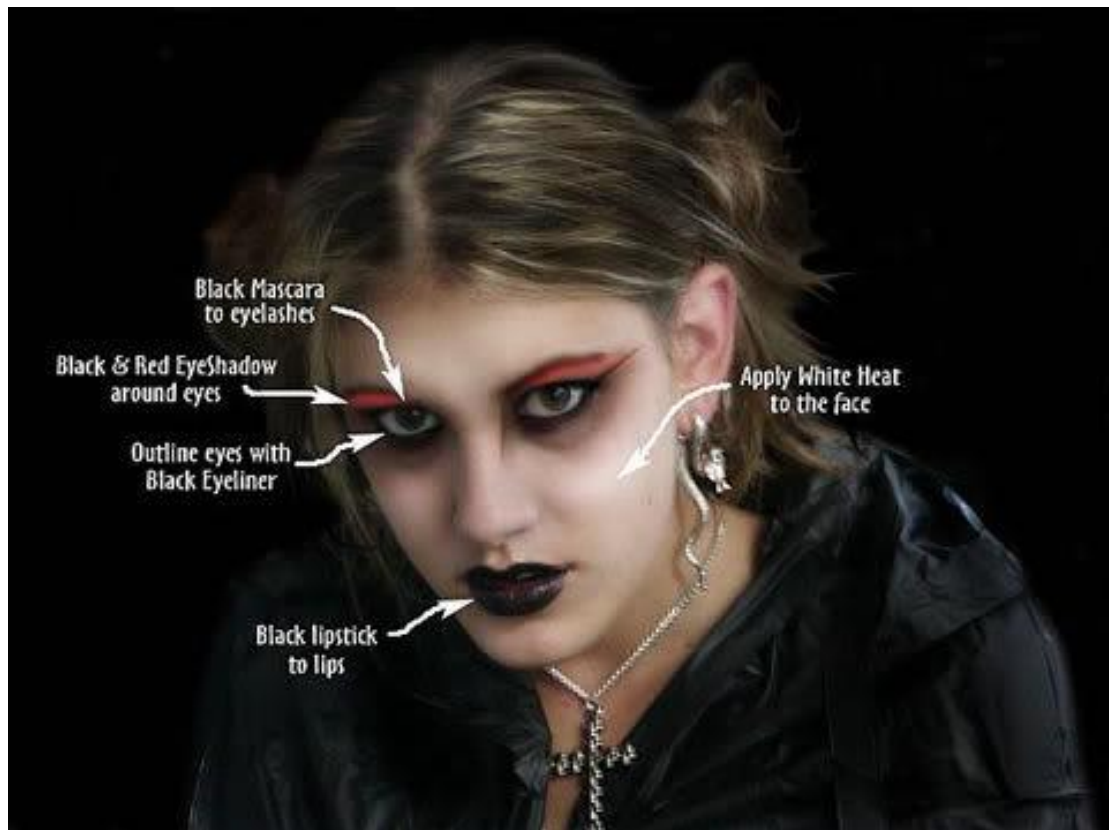 Black Mascara
to eyelashes
Black & Red EyeShadow
around eyes
Apply White Heat
to the face
Outline eyes with
Black Eyeliner
Black lipstick
to lips